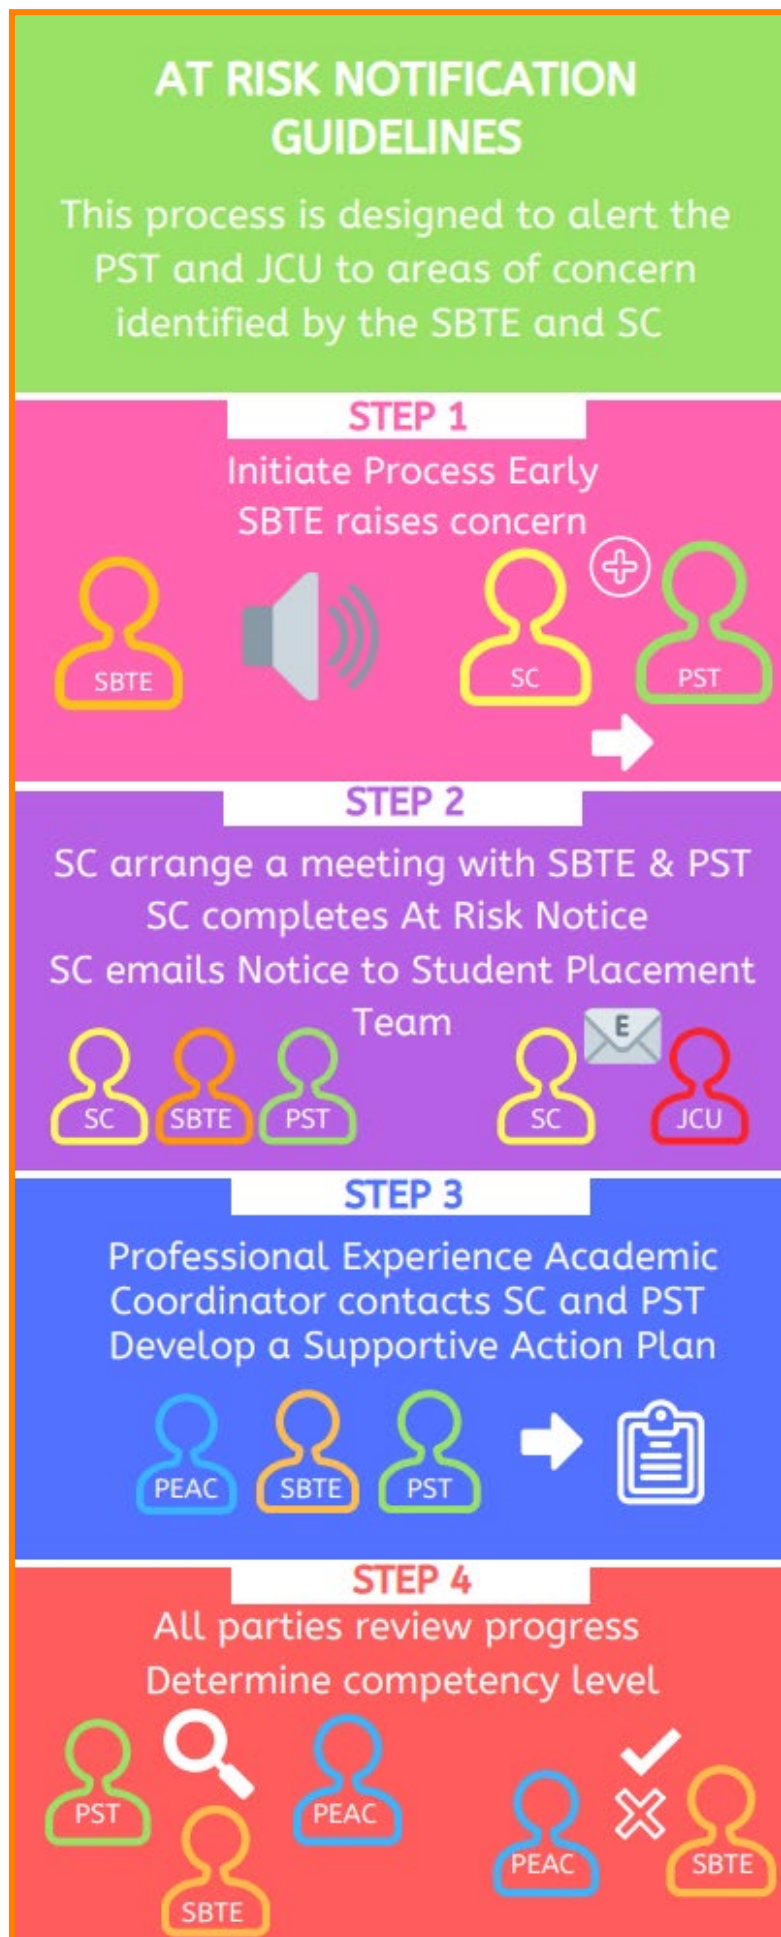 AT RISK NOTIFICATION
GUIDELINES
This process is designed to alert the
PST and JCU to areas of concern
identified by the SBTE and SC
STEP 1
Initiate Process Early
SBTE raises concern
SBTE
SC
PST
STEP 2
SC arrange a meeting with SBTE & PST
SC completes At Risk Notice
SC emails Notice to Student Placement
Team
E
SC
SBTE
PST
SC
JCU
STEP 3
Professional Experience Academic
Coordinator contacts SC and PST
Develop a Supportive Action Plan
PEAC
SBTE
PST
STEP 4
All parties review progress
Determine competency level
PST
PEAC
SBTE
PEAC
SBTE